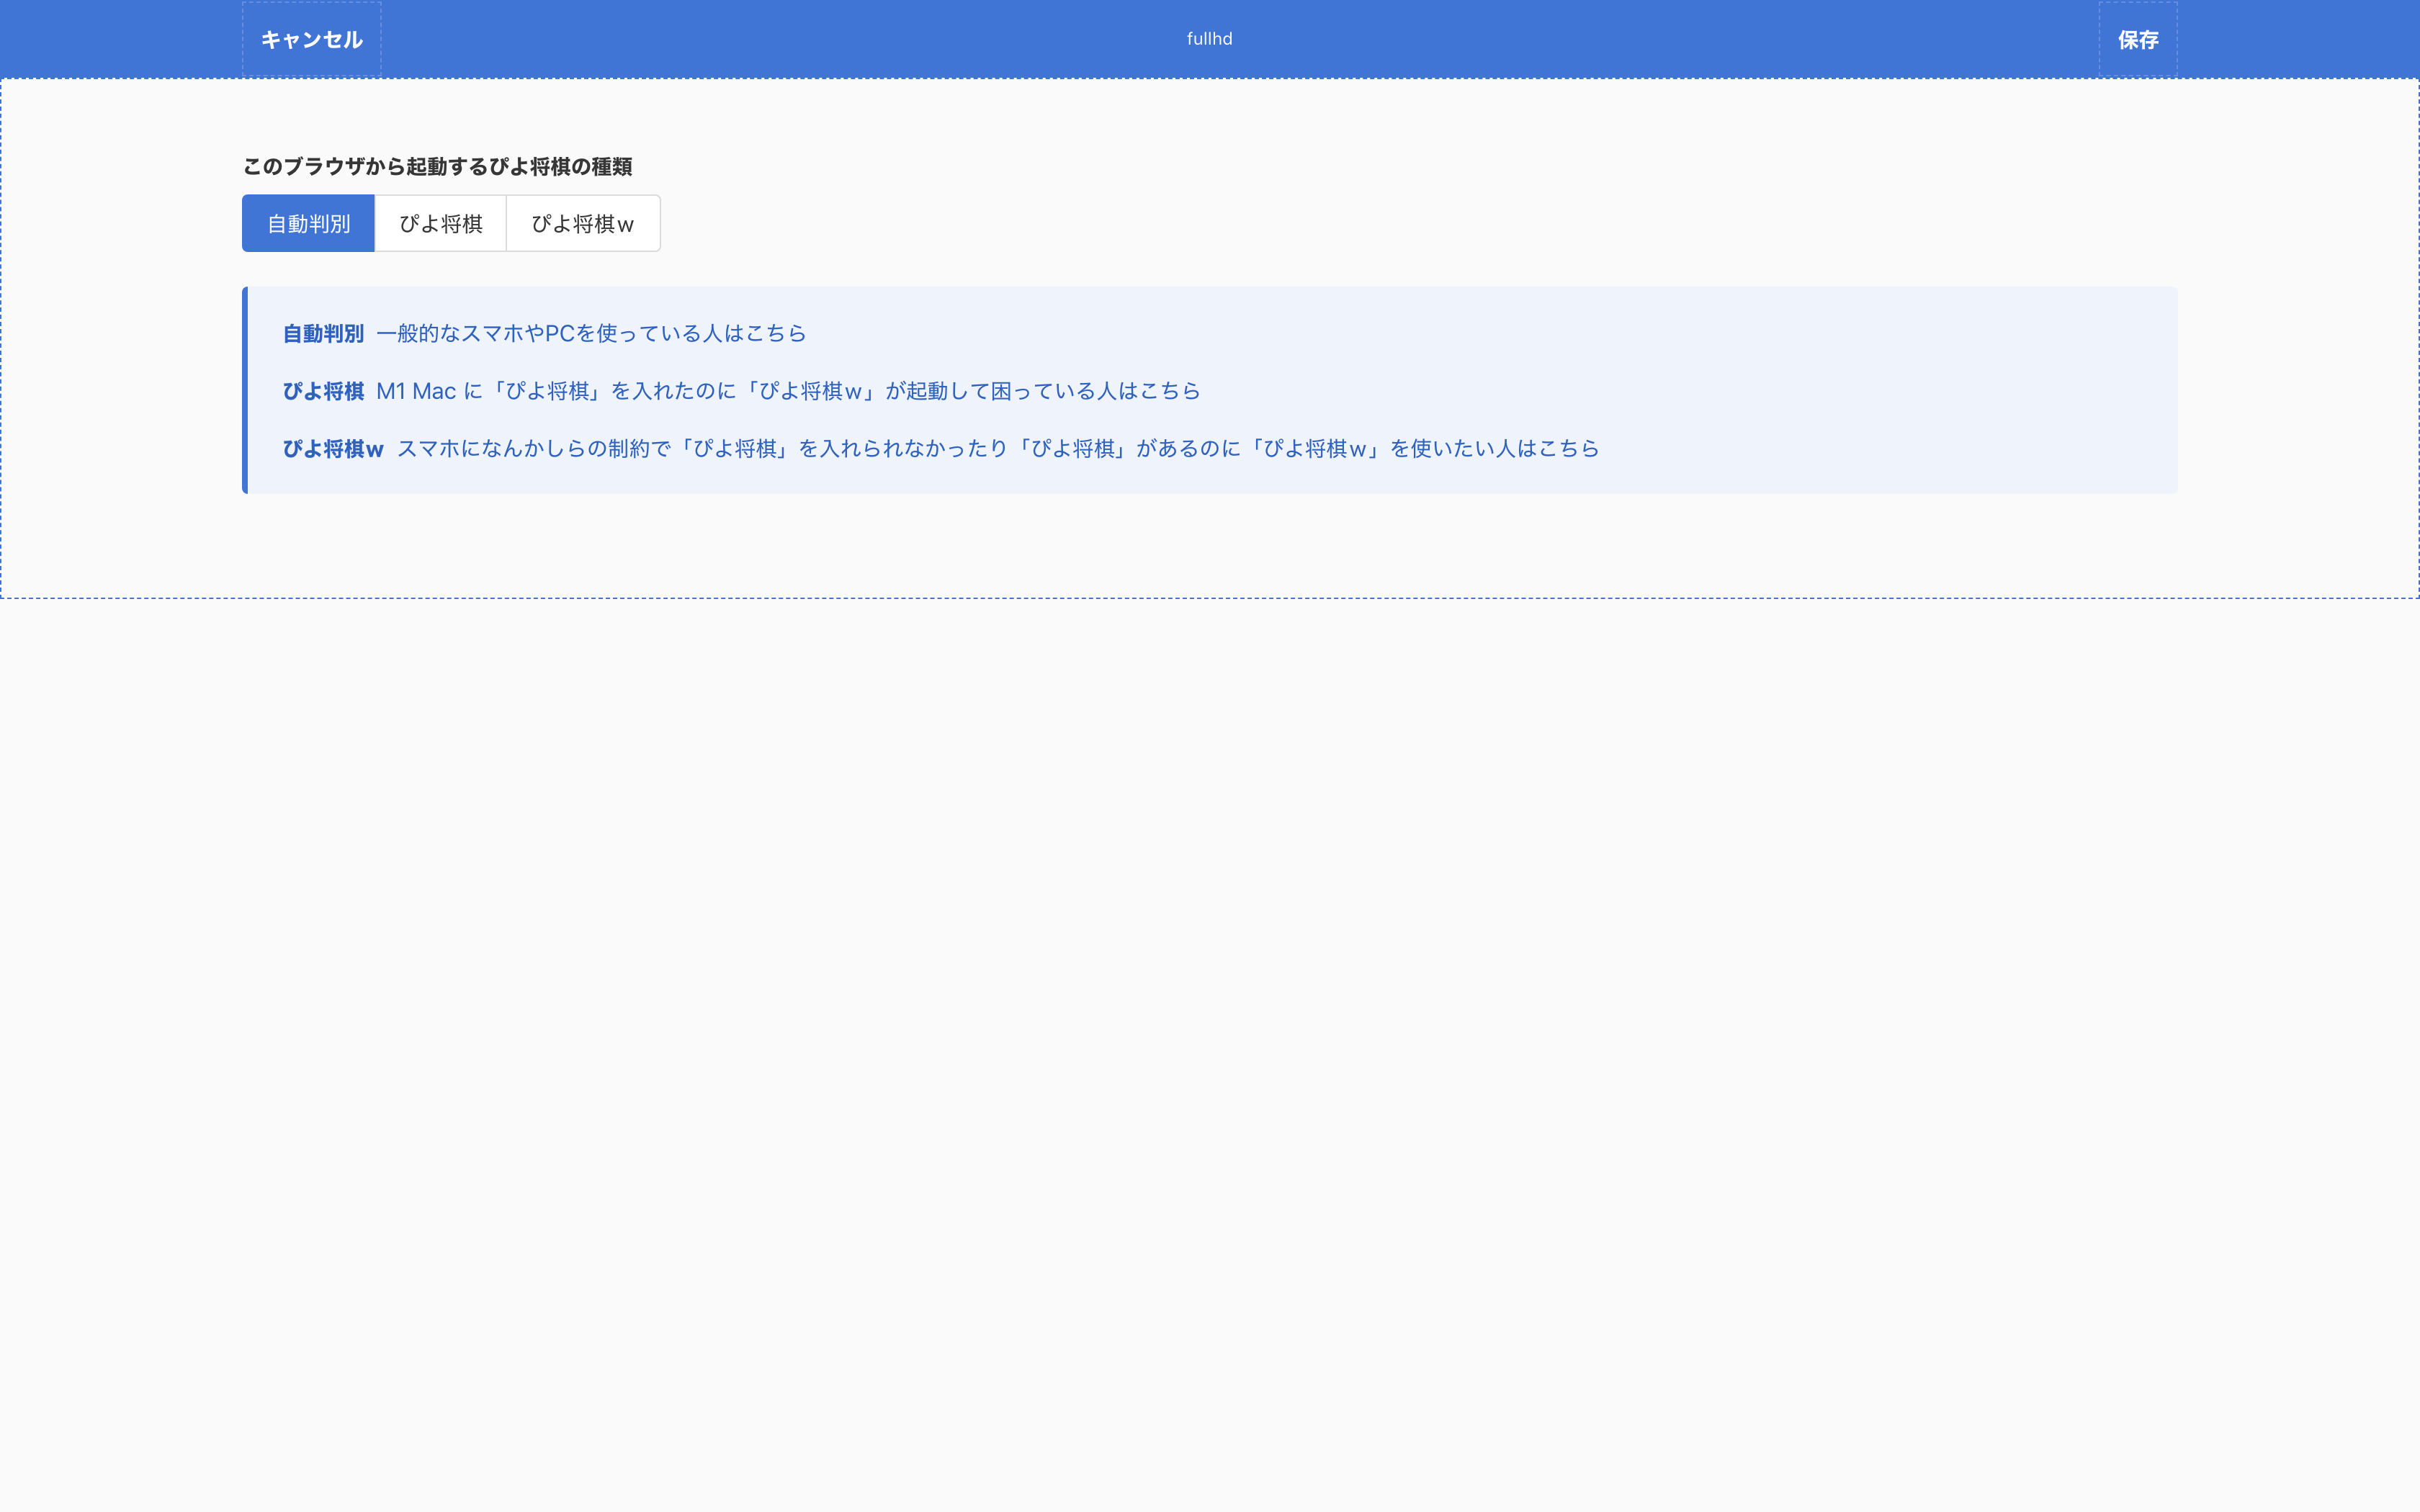 キャンセル
fullhd
保存
このブラウザから起動するぴよ将棋の種類
自動判別
ぴよ将棋
ぴよ将棋ｗ
自動判別 一般的なスマホやPCを使っている人はこちら
ぴよ将棋 M1 Mac に「ぴよ将棋」を入れたのに「ぴよ将棋ｗ」が起動して困っている人はこちら
ぴよ将棋ｗ スマホになんかしらの制約で「ぴよ将棋」を入れられなかったり「ぴよ将棋」があるのに「ぴよ将棋ｗ」を使いたい人はこちら